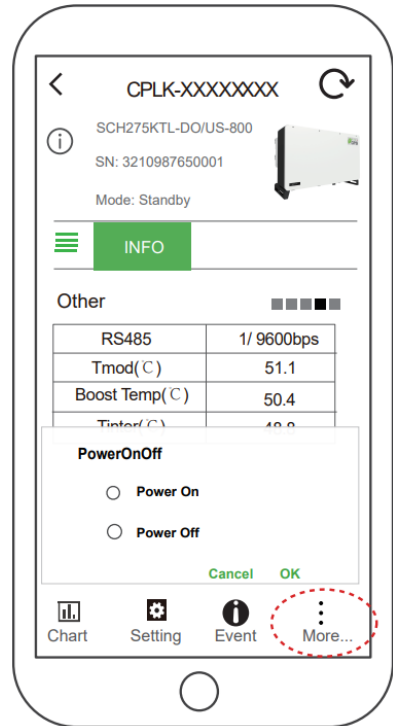 CPLK-XXXXXXXX
SCH275KTL-DO/US-800
SN: 3210987650001
Mode: Standby
INFO
Other
RS485 1/ 9600bps
Tmod(℃) 51.1
Boost Temp(℃) 50.4
PowerOnOff
Power On
Power Off
Cancel OK
Chart Setting Event More...